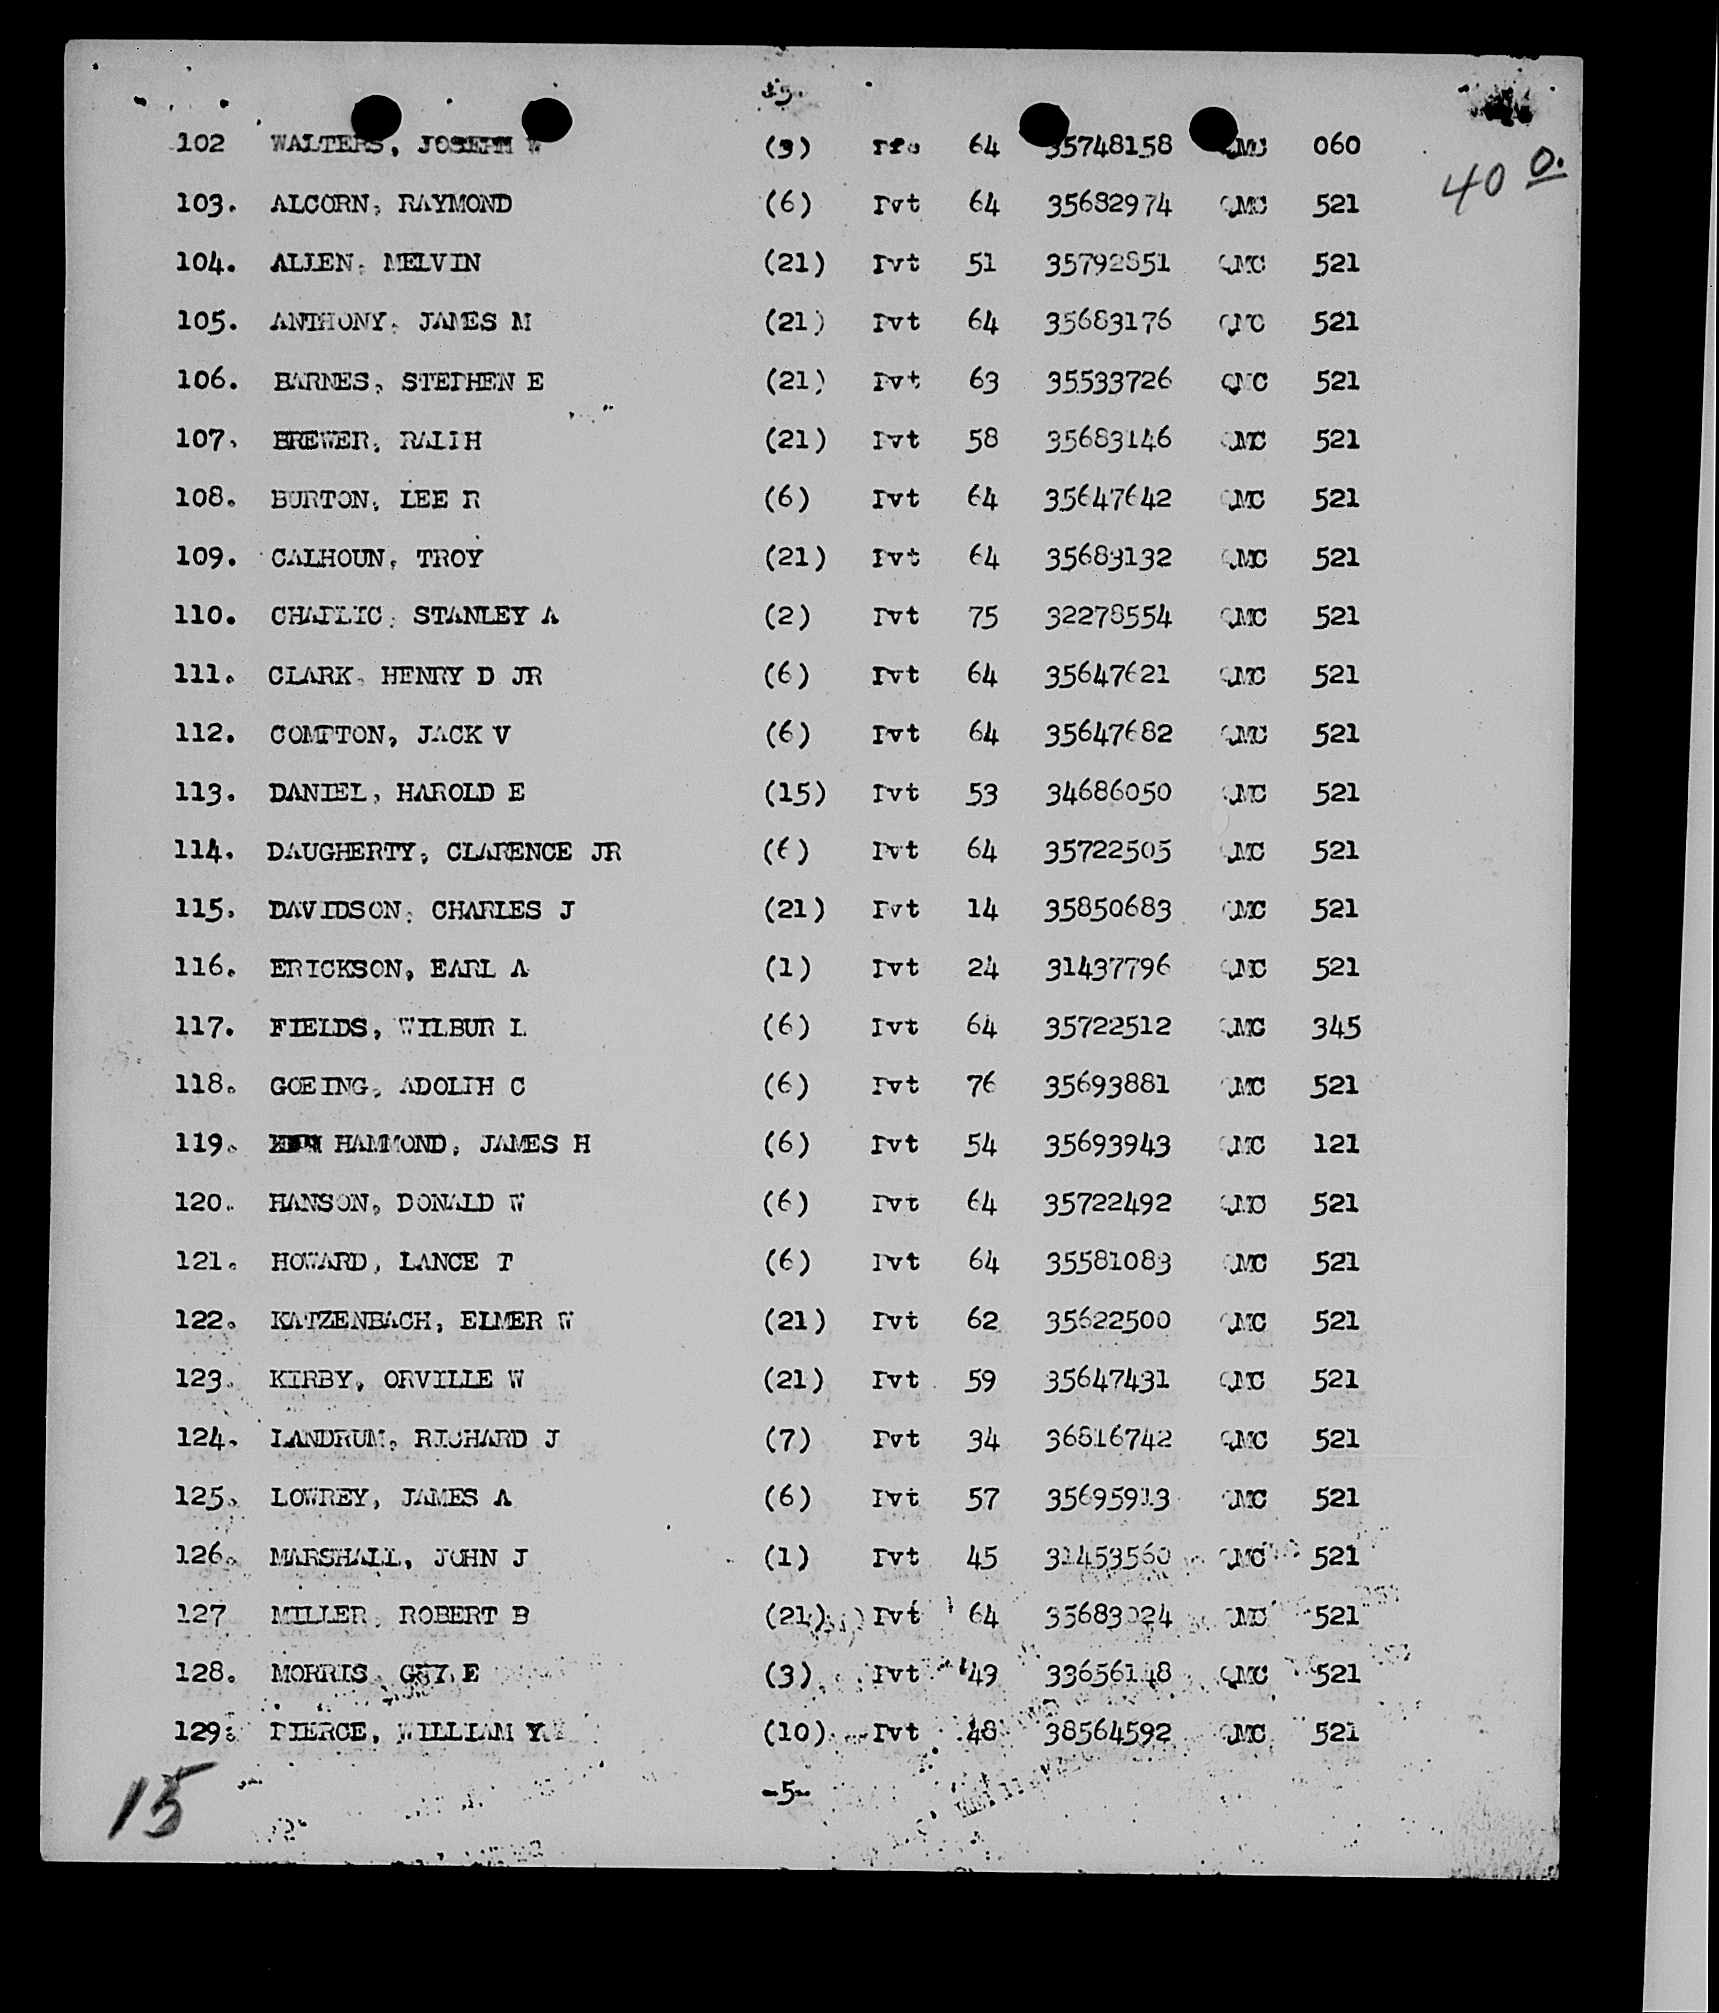 102 WALTERS, JOSEPH W (3) Pfc 64 35748158 QMC 060
40 0.
103. ALCORN, RAYMOND (6) Pvt 64 35682974 QMC 521
104. ALLEN, MELVIN (21) Pvt 51 35792851 QMC 521
105. ANTHONY, JAMES M (21) Pvt 64 35683176 QMC 521
106. BARNES, STEPHEN E (21) Pvt 63 35533726 QMC 521
107. BREWER, RALPH (21) Pvt 58 35683146 QMC 521
108. BURTON, LEE R (6) Pvt 64 35647642 QMC 521
109. CALHOUN, TROY (21) Pvt 64 35683132 QMC 521
110. CHAPLIC, STANLEY A (2) Pvt 75 32278554 QMC 521
111. CLARK, HENRY D JR (6) Pvt 64 35647621 QMC 521
112. COMPTON, JACK V (6) Pvt 64 35647682 QMC 521
113. DANIEL, HAROLD E (15) Pvt 53 34686050 QMC 521
114. DAUGHERTY, CLARENCE JR (6) Pvt 64 35722505 QMC 521
115. DAVIDSON, CHARLES J (21) Pvt 14 35850683 QMC 521
116. ERICKSON, EARL A (1) Pvt 24 31437796 QMC 521
117. FIELDS, WILBUR L (6) Pvt 64 35722512 QMC 345
118. GOEING, ADOLPH C (6) Pvt 76 35693881 QMC 521
119. HAMMOND, JAMES H (6) Pvt 54 35693943 QMC 121
120. HANSON, DONALD W (6) Pvt 64 35722492 QMC 521
121. HOWARD, LANCE T (6) Pvt 64 35581083 QMC 521
122. KATZENBACH, ELMER W (21) Pvt 62 35622500 QMC 521
123. KIRBY, ORVILLE W (21) Pvt 59 35647431 QMC 521
124. LANDRUM, RICHARD J (7) Pvt 34 36816742 QMC 521
125. LOWREY, JAMES A (6) Pvt 57 35695913 QMC 521
126. MARSHALL, JOHN J (1) Pvt 45 31453560 QMC 521
127 MILLER, ROBERT B (21) Pvt 64 35683024 QMC 521
128. MORRIS, GUY E (3) Pvt 49 33656148 QMC 521
129. PIERCE, WILLIAM Y (10) Pvt 48 38564592 QMC 521
-5-
15